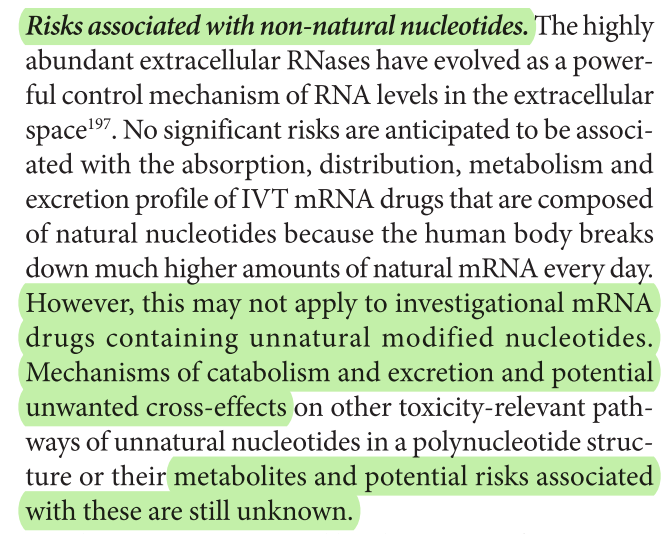 Risks associated with non-natural nucleotides. The highly
abundant extracellular RNases have evolved as a power-
ful control mechanism of RNA levels in the extracellular
space197. No significant risks are anticipated to be associ-
ated with the absorption, distribution, metabolism and
excretion profile of IVT mRNA drugs that are composed
of natural nucleotides because the human body breaks
down much higher amounts of natural mRNA every day.
However, this may not apply to investigational mRNA
drugs containing unnatural modified nucleotides.
Mechanisms of catabolism and excretion and potential
unwanted cross-effects on other toxicity-relevant path-
ways of unnatural nucleotides in a polynucleotide struc-
ture or their metabolites and potential risks associated
with these are still unknown.